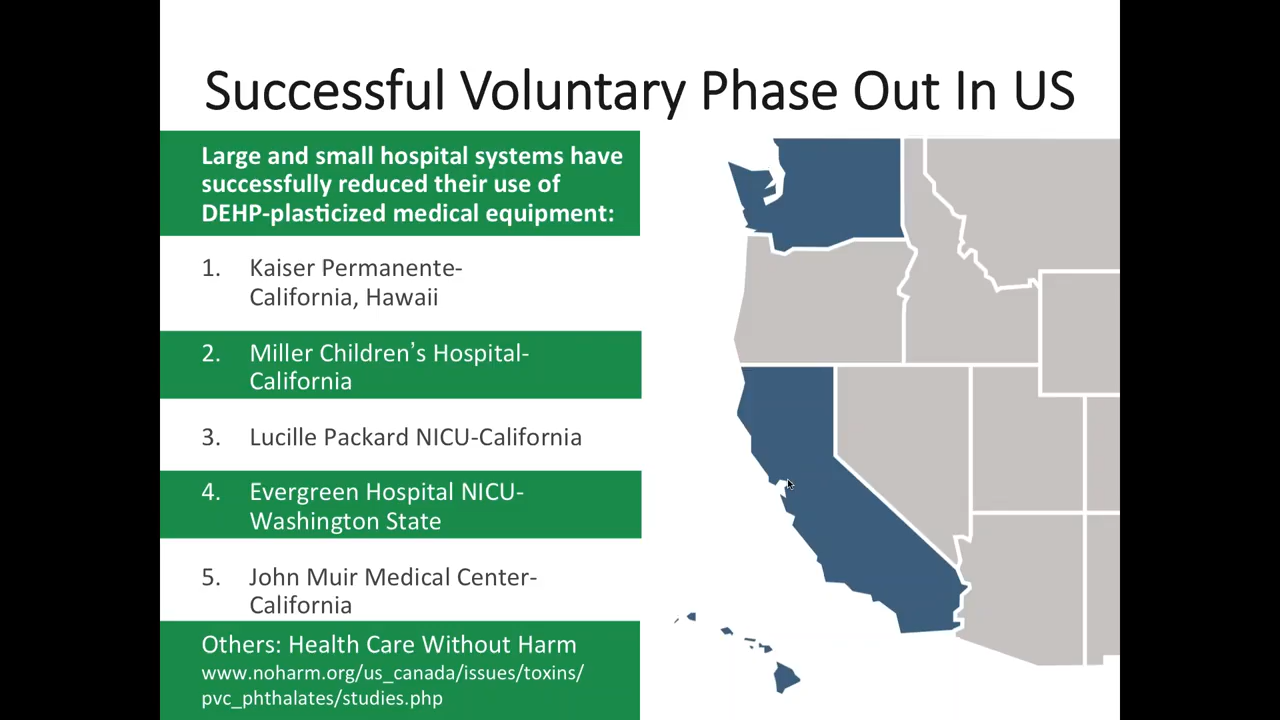 Successful Voluntary Phase Out In US
Large and small hospital systems have
successfully reduced their use of
DEHP-plasticized medical equipment:
1. Kaiser Permanente-
California, Hawaii
2. Miller Children’s Hospital-
California
3. Lucille Packard NICU-California
4. Evergreen Hospital NICU-
Washington State
5. John Muir Medical Center-
California
Others: Health Care Without Harm
www.noharm.org/us_canada/issues/toxins/
pvc_phthalates/studies.php